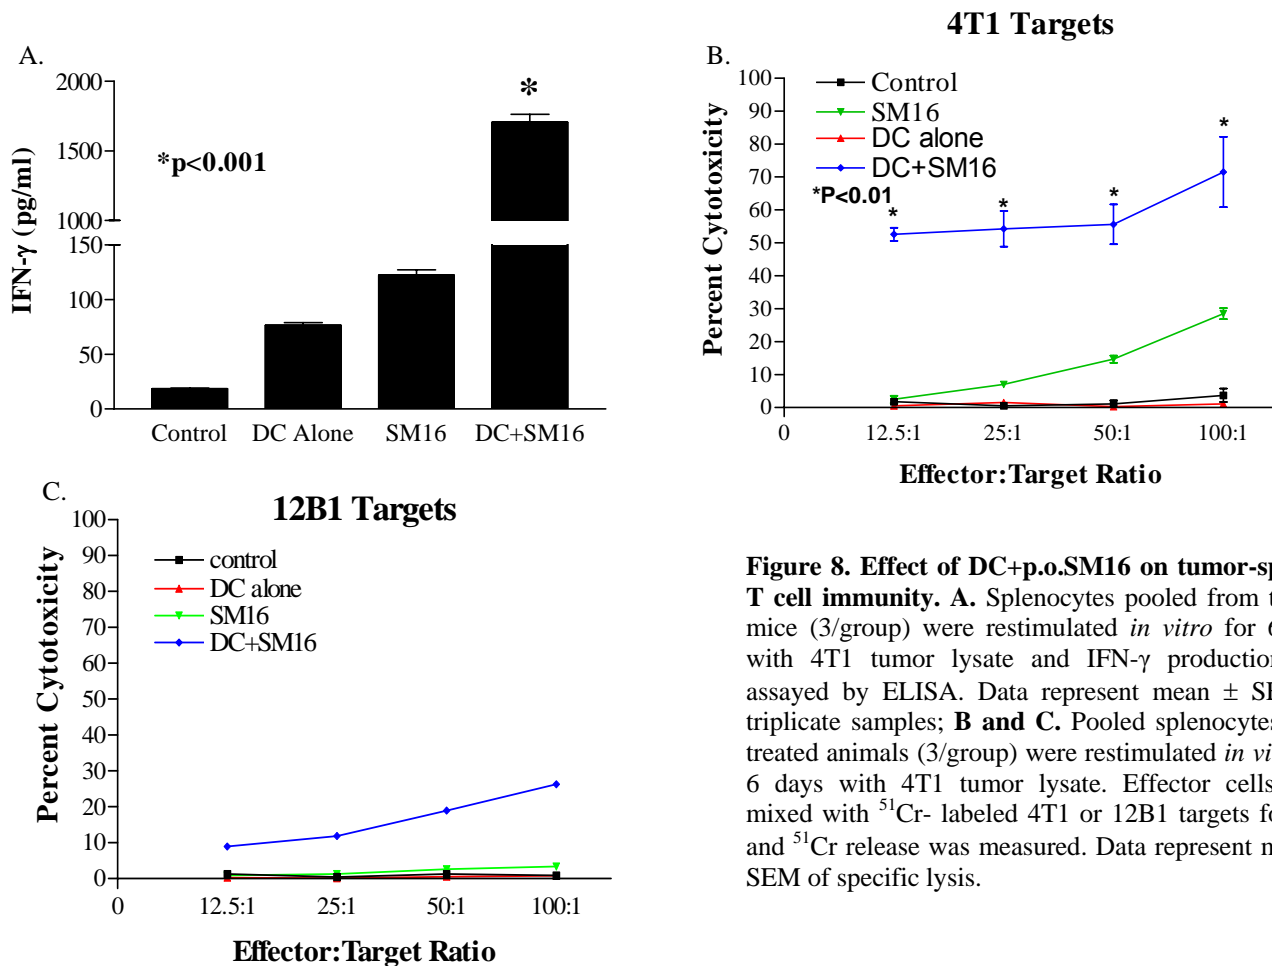 A.
2000
1500
1000
150
100
50
0
IFN-γ (pg/ml)
*
*p<0.001
Control DC Alone SM16 DC+SM16
4T1 Targets
B.
100
90
80
70
60
50
40
30
20
10
0
Percent Cytotoxicity
Control
SM16
DC alone
DC+SM16
*P<0.01
* * * *
0 12.5:1 25:1 50:1 100:1
Effector:Target Ratio
C.
12B1 Targets
100
90
80
70
60
50
40
30
20
10
0
Percent Cytotoxicity
control
DC alone
SM16
DC+SM16
0 12.5:1 25:1 50:1 100:1
Effector:Target Ratio
Figure 8. Effect of DC+p.o.SM16 on
T cell immunity. A. Splenocytes pooled from
mice (3/group) were restimulated in vitro for
with 4T1 tumor lysate and IFN-γ production
assayed by ELISA. Data represent mean ±
triplicate samples; B and C. Pooled splenocytes
treated animals (3/group) were restimulated in
6 days with 4T1 tumor lysate. Effector cells
mixed with 51Cr- labeled 4T1 or 12B1 targets
and 51Cr release was measured. Data represent
SEM of specific lysis.